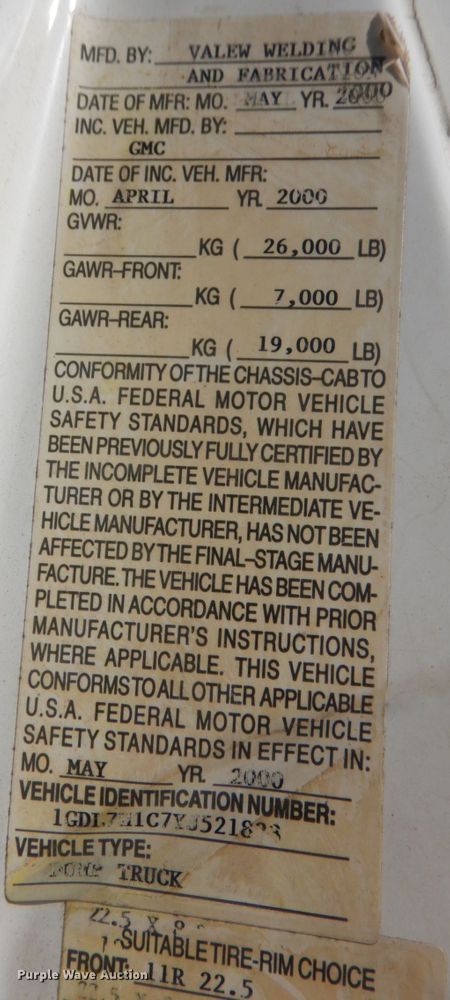 MFD. BY: VALEW WELDING
AND FABRICATION
DATE OF MFR: MO. MAY YR. 2000
INC. VEH. MFD. BY:
GMC
DATE OF INC. VEH. MFR:
MO. APRIL YR. 2000
GVWR:
KG ( 26,000 LB)
GAWR–FRONT:
KG ( 7,000 LB)
GAWR–REAR:
KG ( 19,000 LB)
CONFORMITY OF THE CHASSIS–CAB TO
U.S.A. FEDERAL MOTOR VEHICLE
SAFETY STANDARDS, WHICH HAVE
BEEN PREVIOUSLY FULLY CERTIFIED BY
THE INCOMPLETE VEHICLE MANUFAC-
TURER OR BY THE INTERMEDIATE VE-
HICLE MANUFACTURER, HAS NOT BEEN
AFFECTED BY THE FINAL–STAGE MANU-
FACTURE. THE VEHICLE HAS BEEN COM-
PLETED IN ACCORDANCE WITH PRIOR
MANUFACTURER'S INSTRUCTIONS,
WHERE APPLICABLE. THIS VEHICLE
CONFORMS TO ALL OTHER APPLICABLE
U.S.A. FEDERAL MOTOR VEHICLE
SAFETY STANDARDS IN EFFECT IN:
MO. MAY YR. 2000
VEHICLE IDENTIFICATION NUMBER:
VEHICLE TYPE:
DUMP TRUCK
22.5 X
SUITABLE TIRE–RIM CHOICE
FRONT: 11R 22.5
Purple Wave Auction